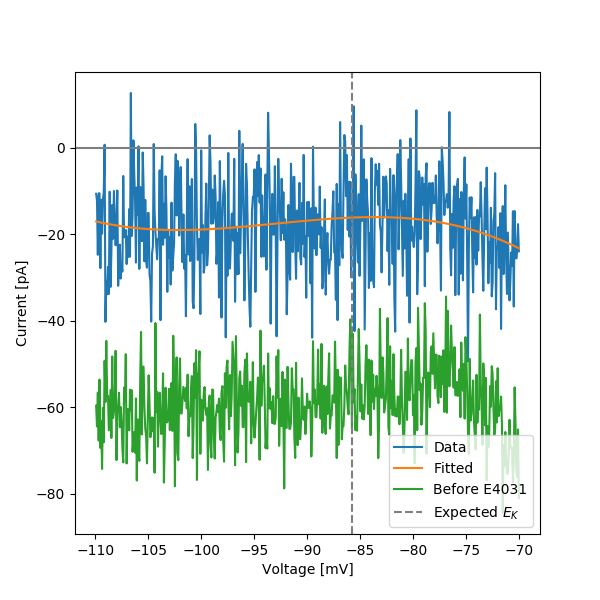 0
−20
−40
−60
−80
Current [pA]
−110
−105
−100
−95
−90
−85
−80
−75
−70
Voltage [mV]
Data
Fitted
Before E4031
Expected E_K